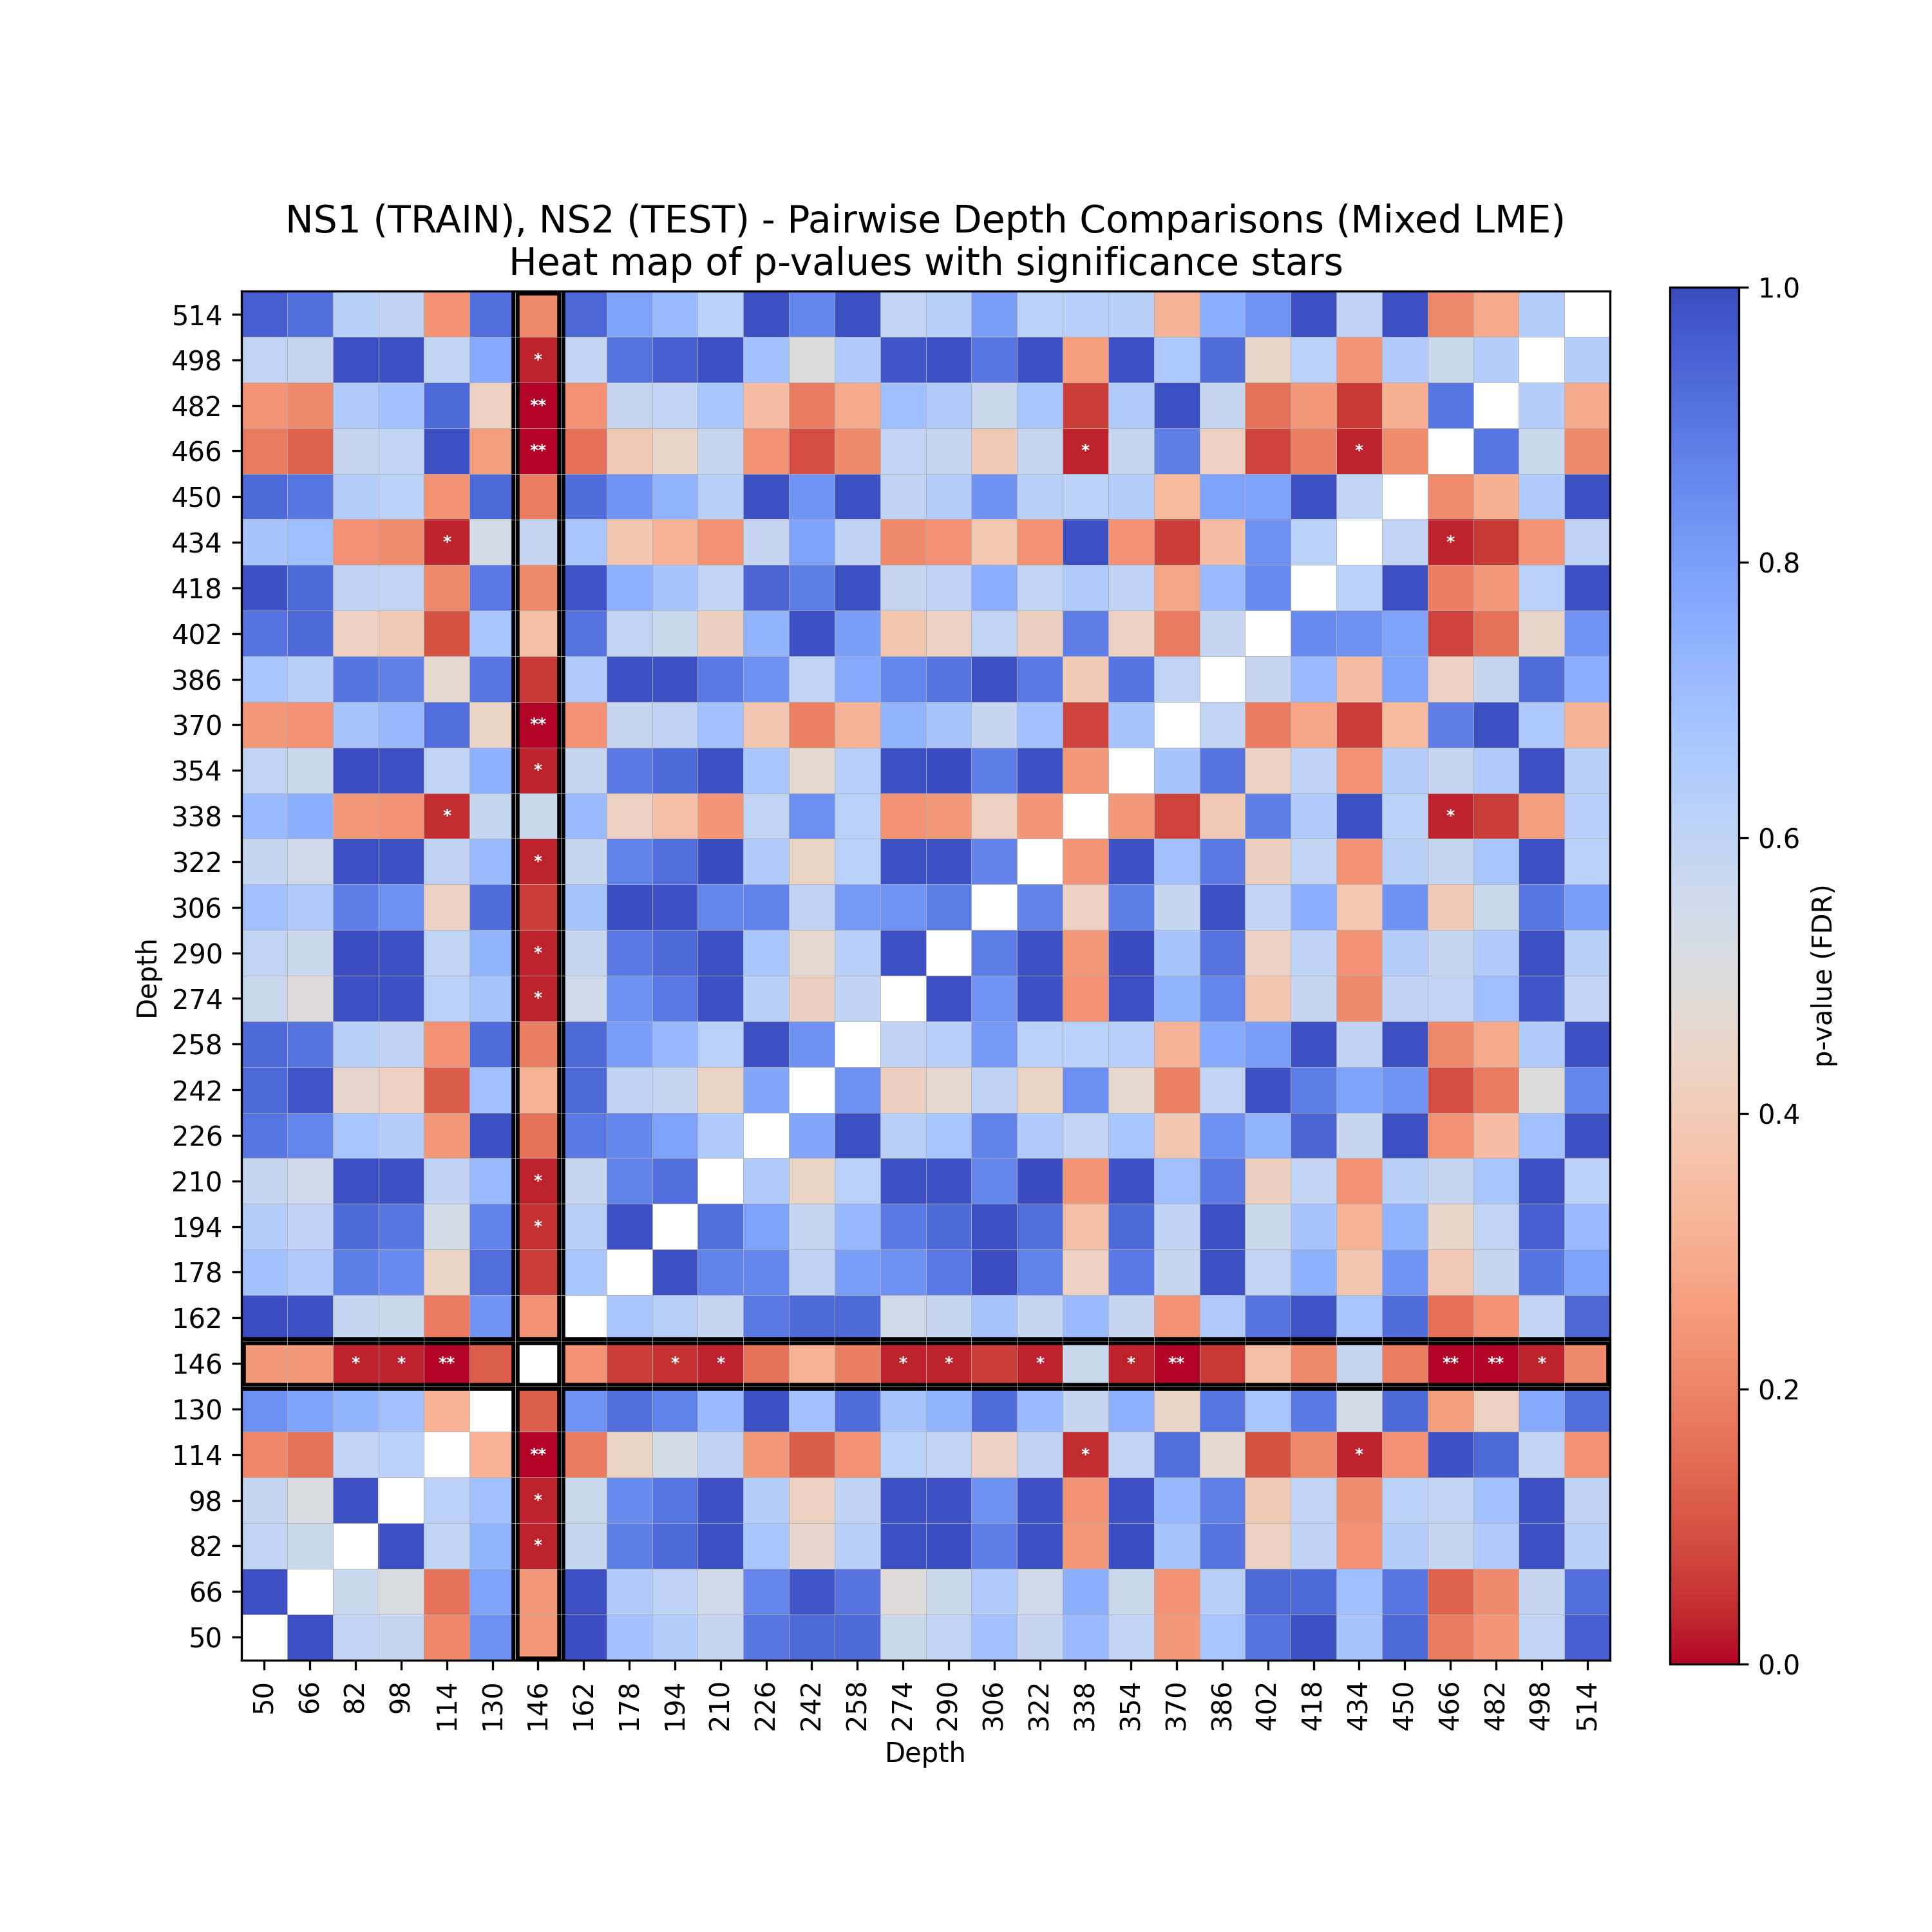 NS1 (TRAIN), NS2 (TEST) - Pairwise Depth Comparisons (Mixed LME)
Heat map of p-values with significance stars
514
498 *
482 **
466 ** * *
450
434 * *
418
402
386
370 **
354 *
338 * *
322 *
306
290 *
274 *
258
242
226
210 *
194 *
178
162
146 * * ** * * * * * * ** ** ** *
130
114 ** * *
98 *
82 *
66
50
Depth
50 66 82 98 114 130 146 162 178 194 210 226 242 258 274 290 306 322 338 354 370 386 402 418 434 450 466 482 498 514
Depth
1.0
0.8
0.6
0.4
0.2
0.0
p-value (FDR)